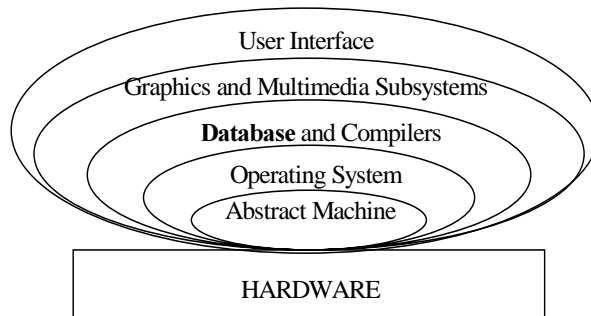 User Interface
Graphics and Multimedia Subsystems
Database and Compilers
Operating System
Abstract Machine
HARDWARE